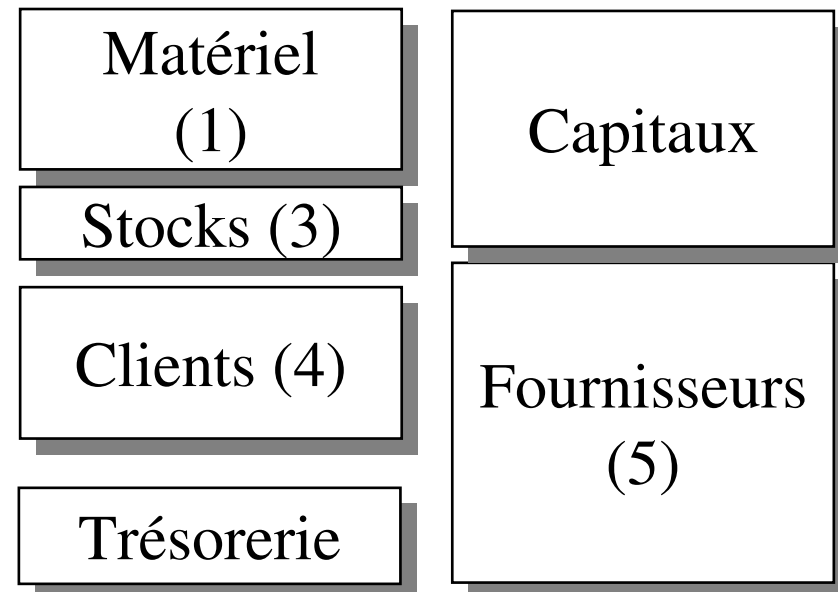 Matériel
(1)
Stocks (3)
Clients (4)
Trésorerie
Capitaux
Fournisseurs
(5)